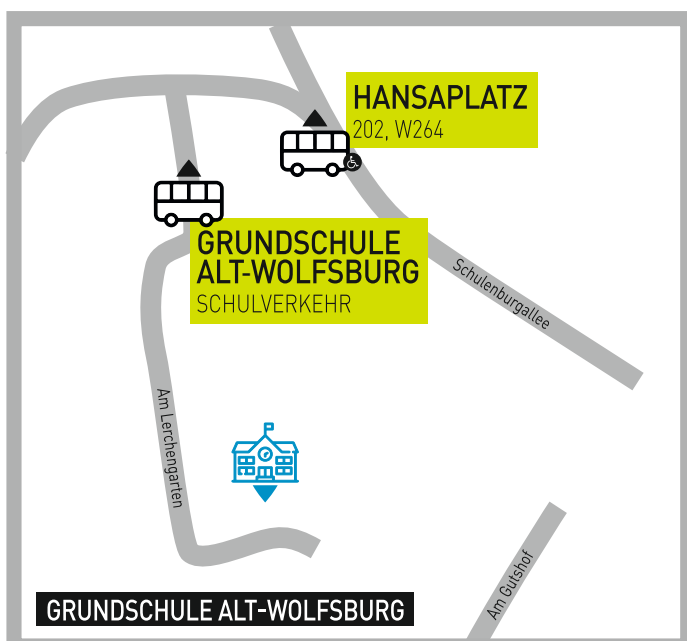 HANSAPLATZ
202, W264
GRUNDSCHULE
ALT-WOLFSBURG
SCHULVERKEHR
Schulenburgallee
Am Lerchengarten
Am Gutshof
GRUNDSCHULE ALT-WOLFSBURG